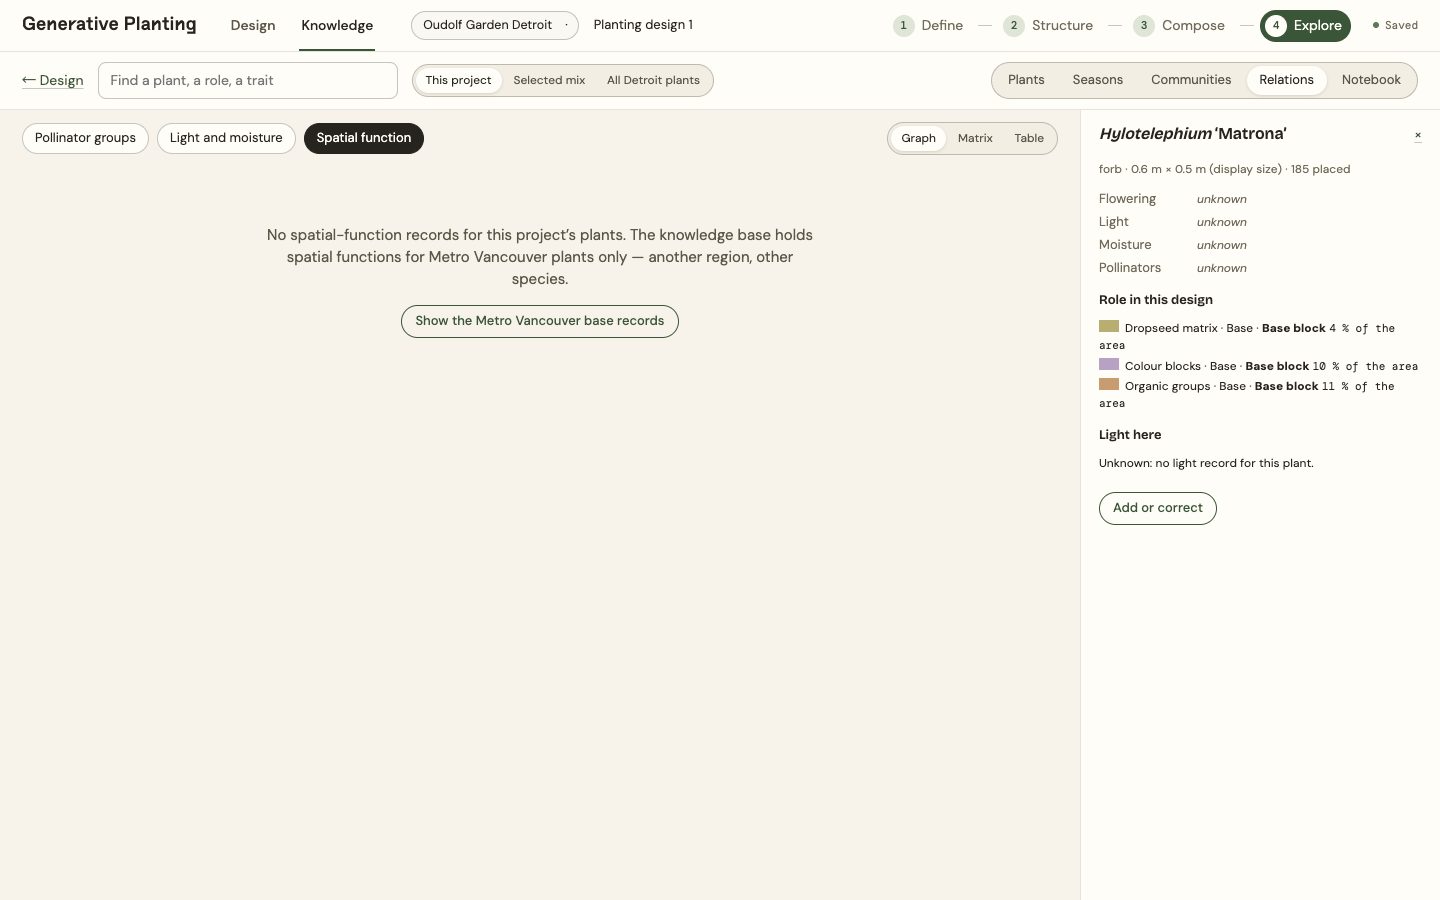 Generative Planting
Design
Knowledge
Oudolf Garden Detroit ·
Planting design 1
1 Define — 2 Structure — 3 Compose — 4 Explore
Saved
← Design
Find a plant, a role, a trait
This project
Selected mix
All Detroit plants
Plants
Seasons
Communities
Relations
Notebook
Pollinator groups
Light and moisture
Spatial function
Graph
Matrix
Table
No spatial-function records for this project’s plants. The knowledge base holds
spatial functions for Metro Vancouver plants only — another region, other
species.
Show the Metro Vancouver base records
Hylotelephium ‘Matrona’
×
forb · 0.6 m × 0.5 m (display size) · 185 placed
Flowering unknown
Light unknown
Moisture unknown
Pollinators unknown
Role in this design
Dropseed matrix · Base · Base block 4 % of the
area
Colour blocks · Base · Base block 10 % of the area
Organic groups · Base · Base block 11 % of the
area
Light here
Unknown: no light record for this plant.
Add or correct